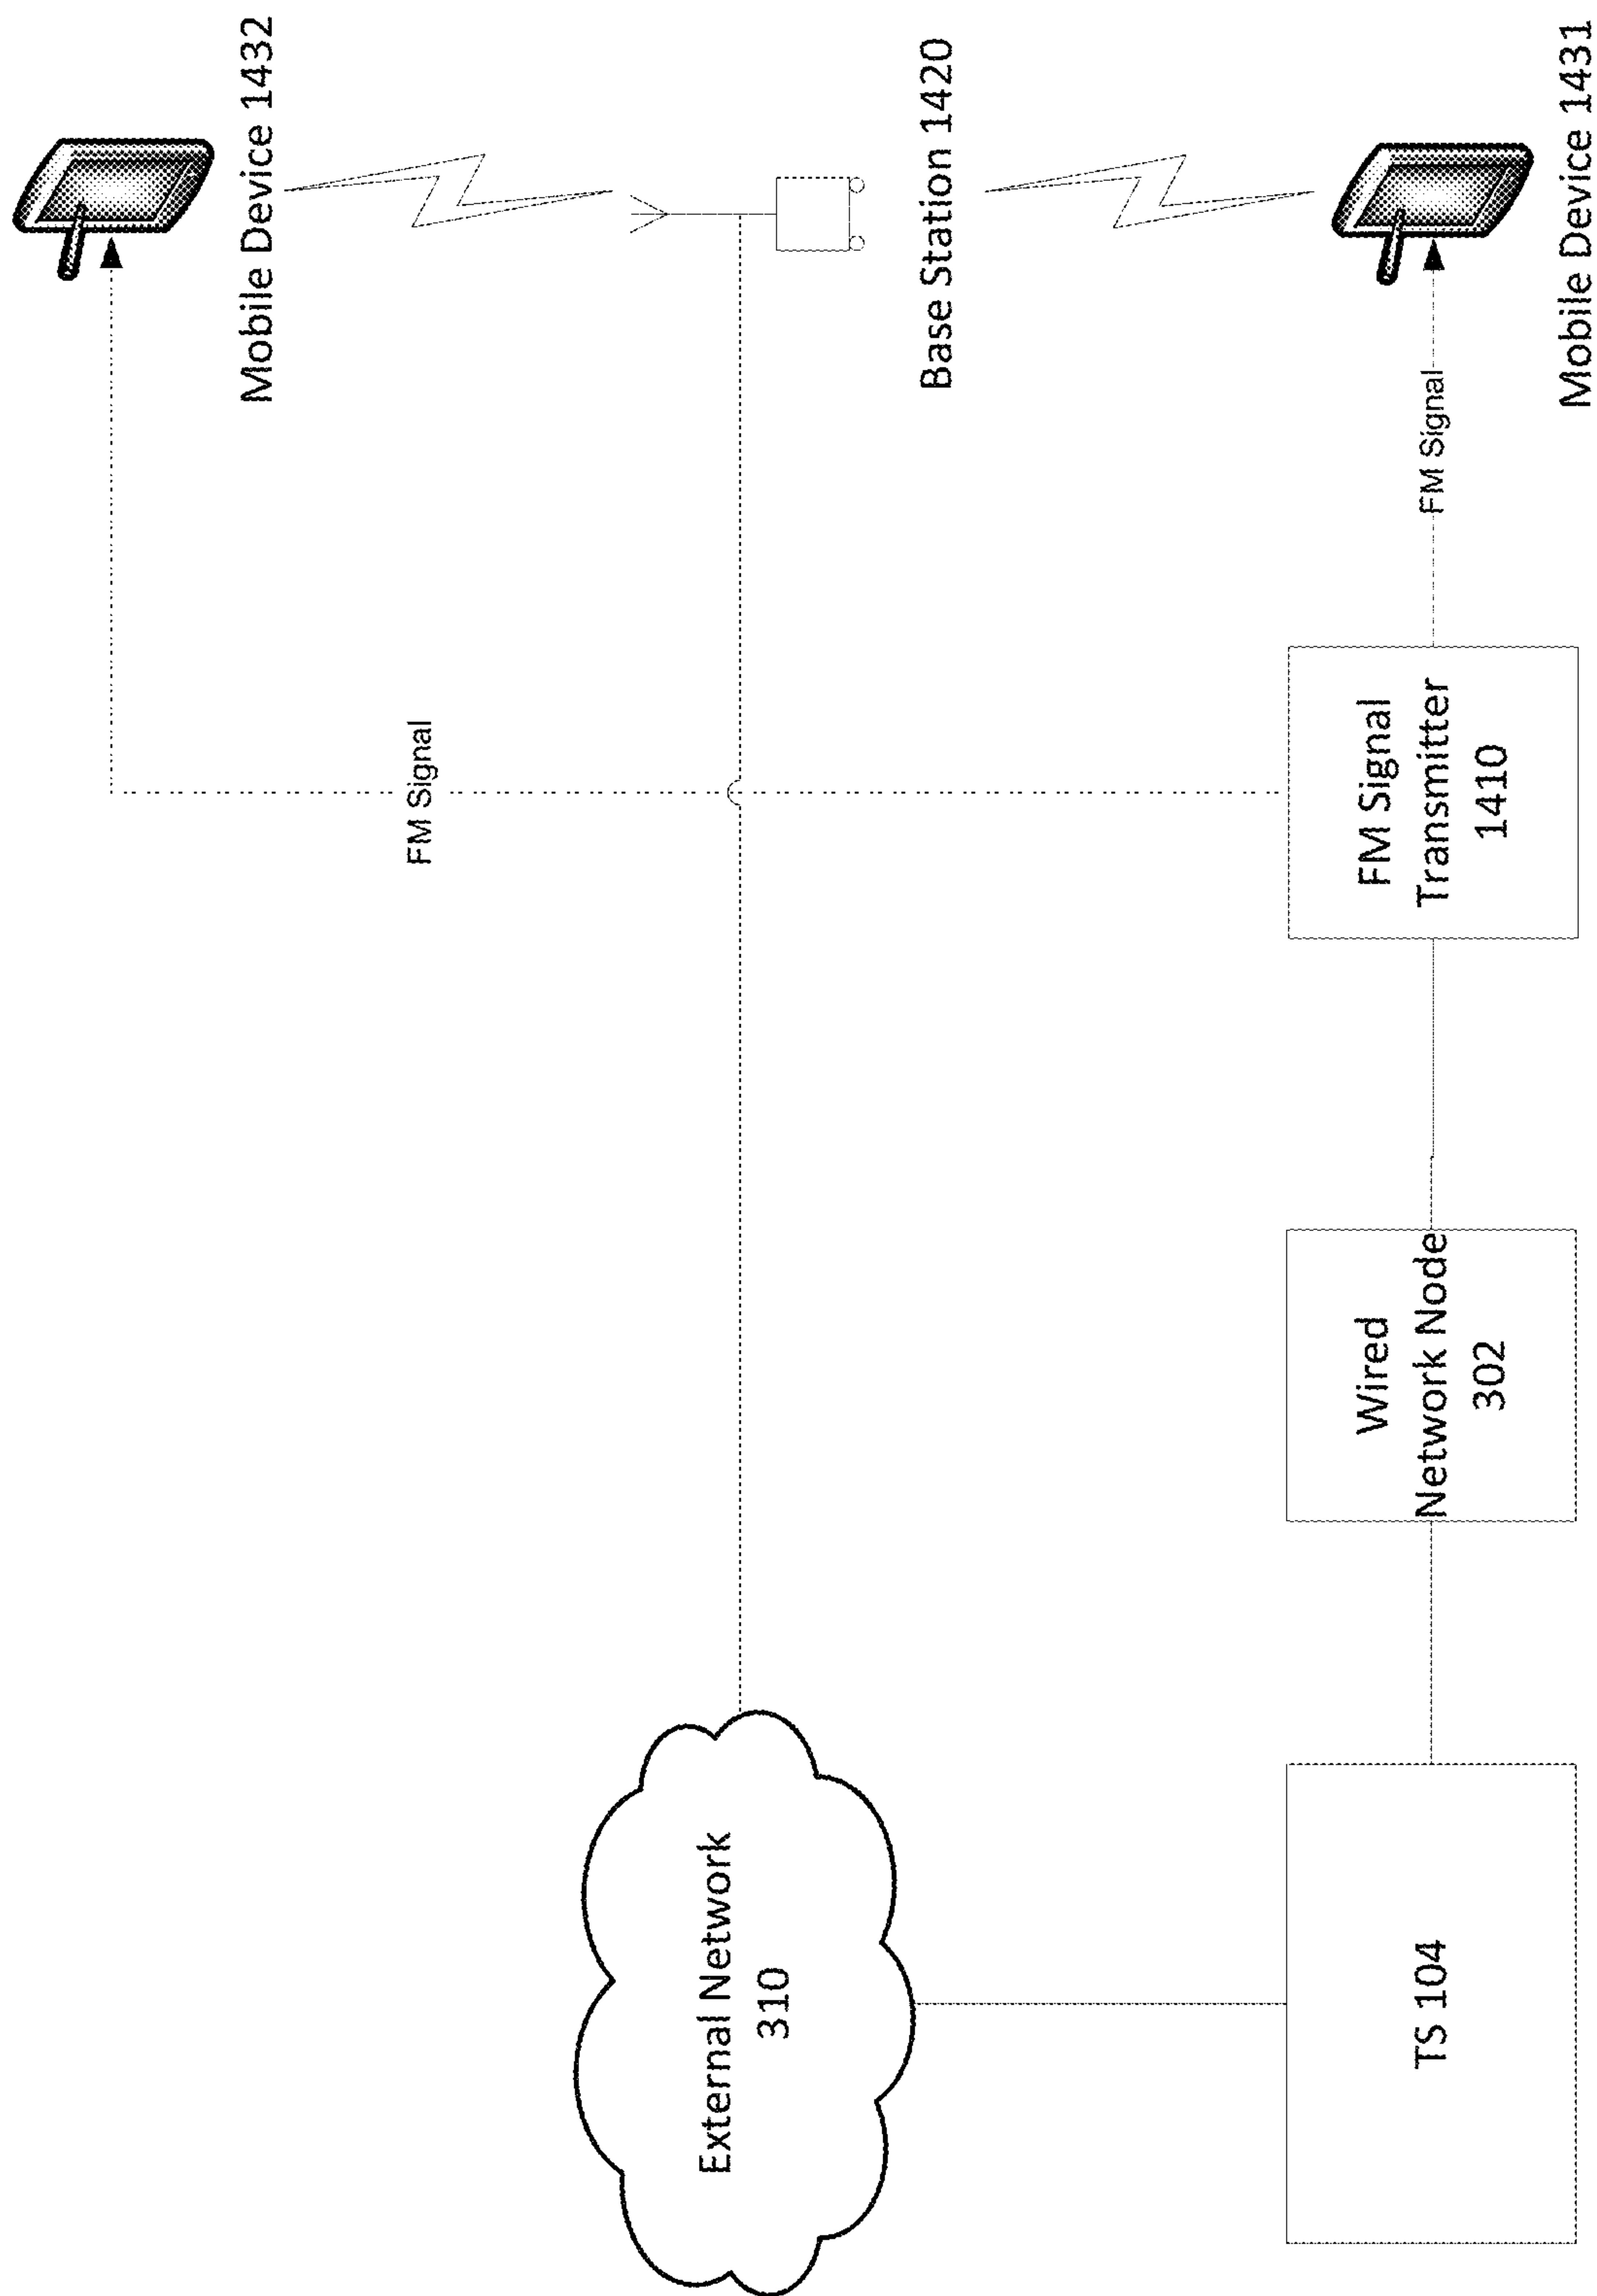 Mobile Device 1432
FM Signal
External Network
310
Base Station 1420
TS 104
Wired
Network Node
302
FM Signal
Transmitter
1410
FM Signal
Mobile Device 1431